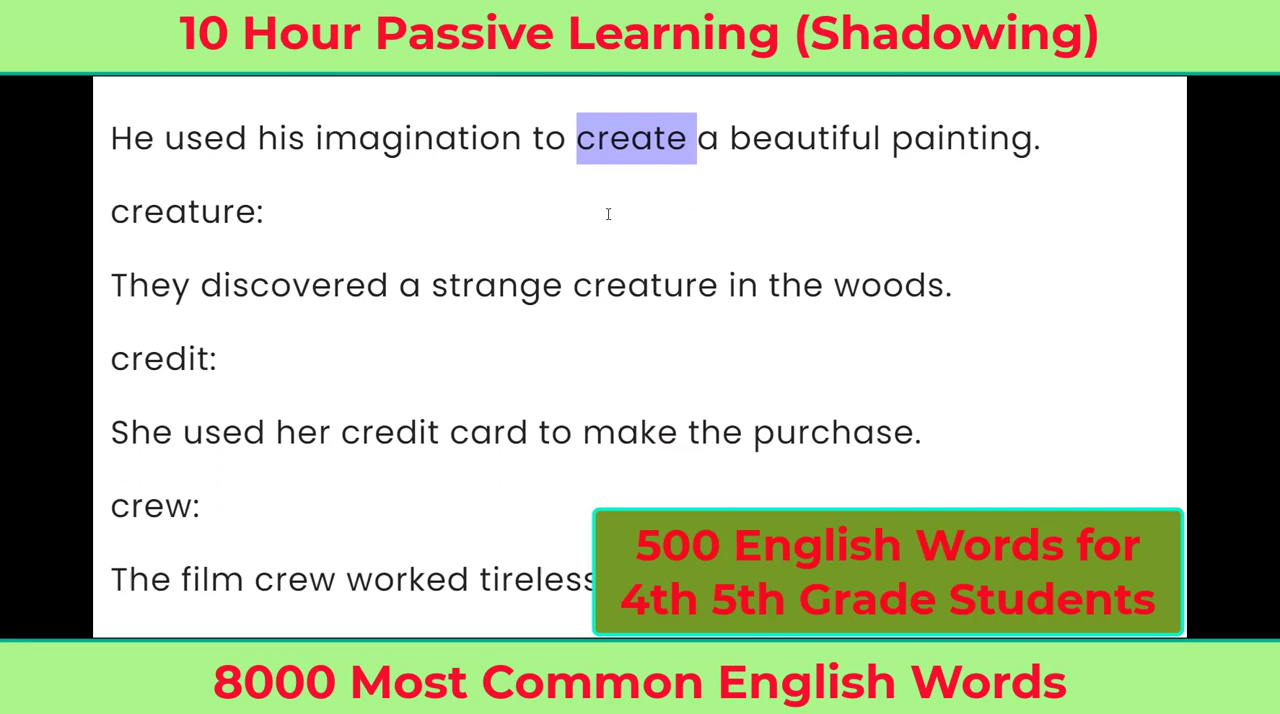 10 Hour Passive Learning (Shadowing)
He used his imagination to create a beautiful painting.
creature:
They discovered a strange creature in the woods.
credit:
She used her credit card to make the purchase.
crew:
The film crew worked
500 English Words for
4th 5th Grade Students
8000 Most Common English Words